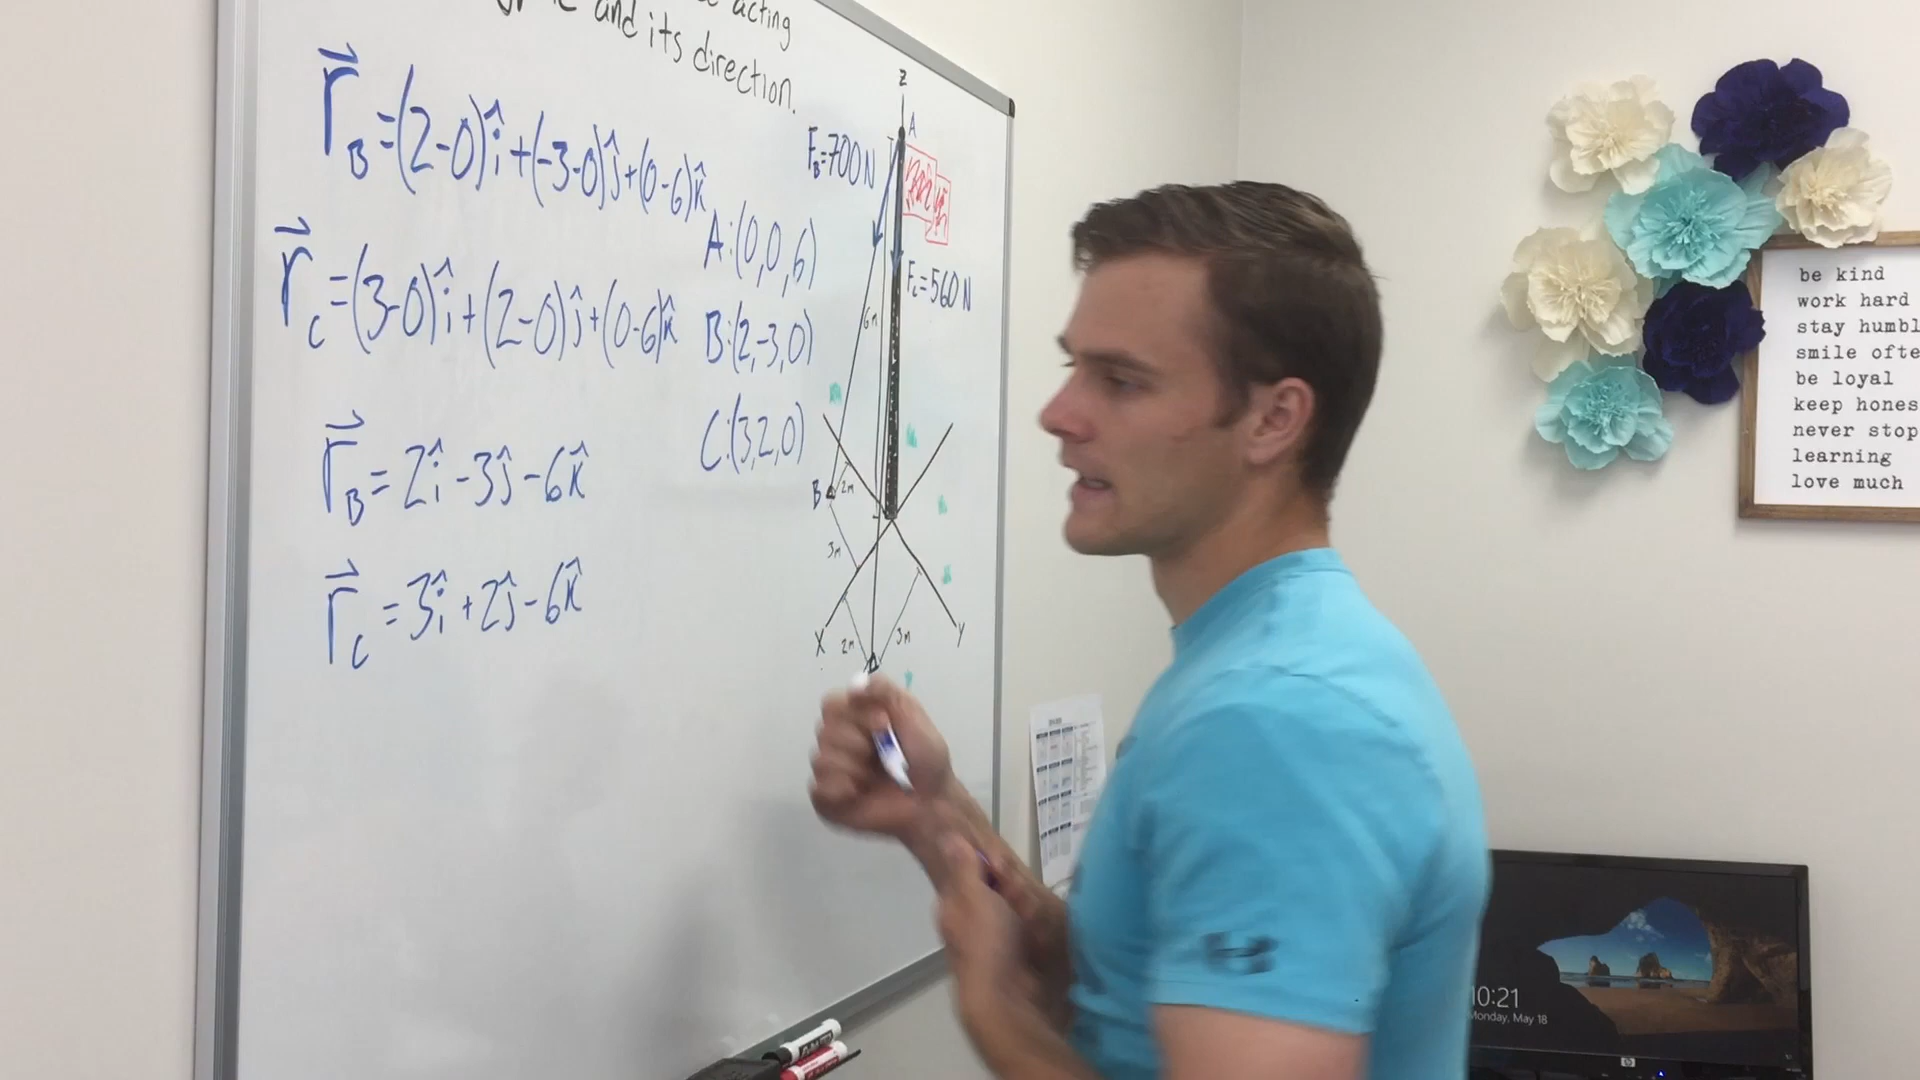 acting
and its direction.
r⃗_B = (2-0)î + (-3-0)ĵ + (0-6)k̂
r⃗_C = (3-0)î + (2-0)ĵ + (0-6)k̂
r⃗_B = 2î - 3ĵ - 6k̂
r⃗_C = 3î + 2ĵ - 6k̂
A:(0,0,6)
B:(2,-3,0)
C:(3,2,0)
Z
A
F_B=700N
F_C=560N
6m
B
2m
3m
X
2m
3m
Y
be kind
work hard
stay humbl
smile ofte
be loyal
keep hones
never stop
learning
love much
10:21
Monday, May 18
hp